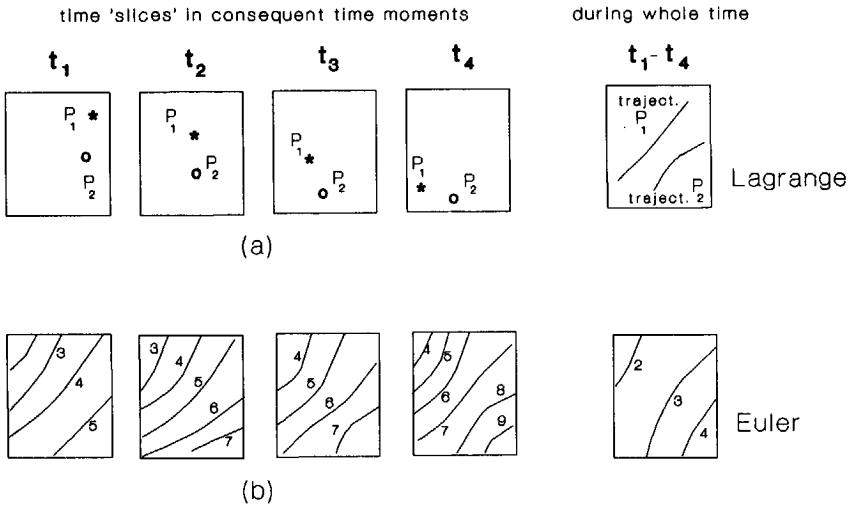 time 'slices' in consequent time moments
during whole time
t1 t2 t3 t4 t1- t4
P1 *
o
P2
P1 *
o P2
P1 *
o P2
P1
* o P2
traject.
P1
traject. P2
Lagrange
(a)
3 4 5
3 4 5 6 7
4 5 6 7
4 5 6 7 8 9
2 3 4
Euler
(b)